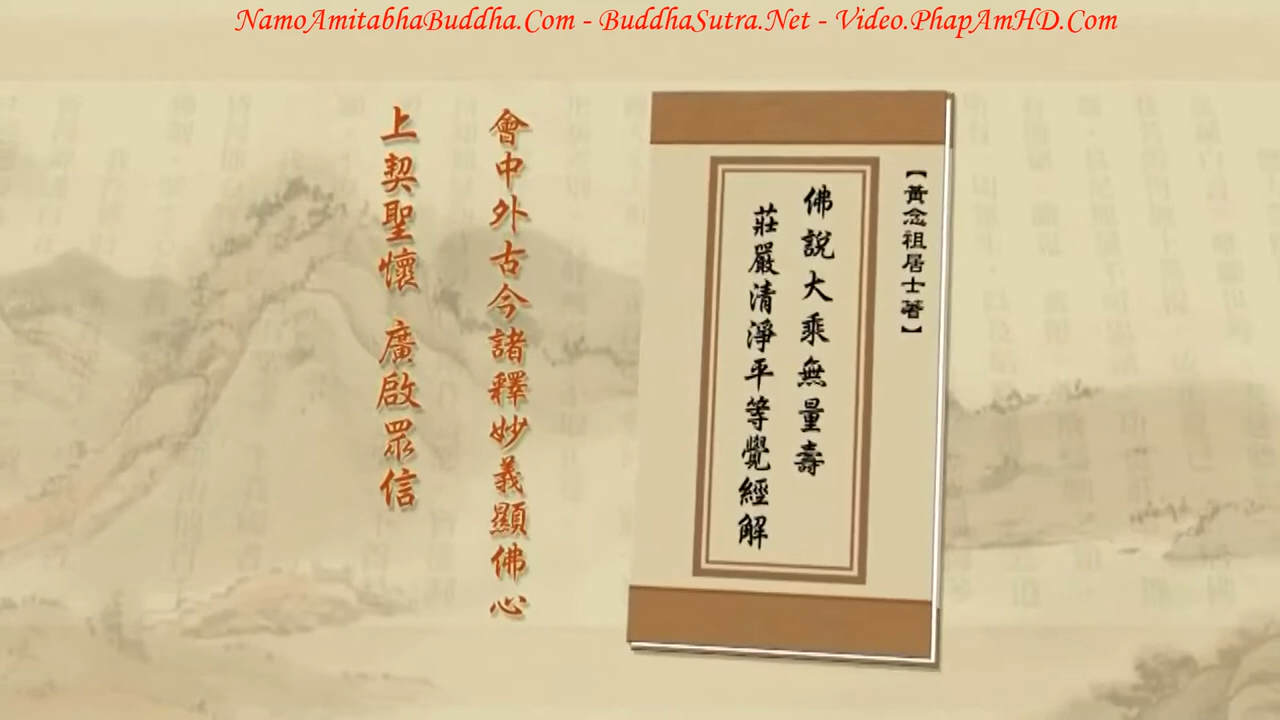 NamoAmitabhaBuddha.Com - BuddhaSutra.Net - Video.PhapAmHD.Com
【黃念祖居士著】
佛說大乘無量壽
莊嚴清淨平等覺經解
會中外古今諸釋妙義顯佛心
上契聖懷 廣啟眾信